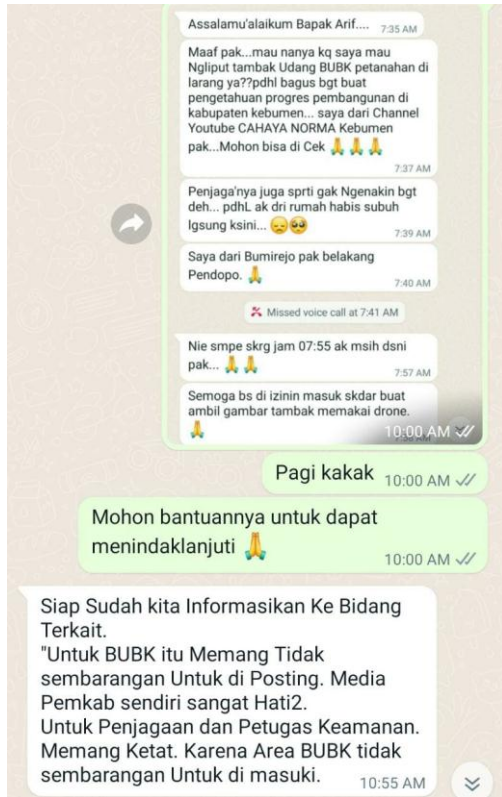 Assalamu'alaikum Bapak Arif.... 7:35 AM
Maaf pak...mau nanya kq saya mau
Ngliput tambak Udang BUBK petanahan di
larang ya??pdhl bagus bgt buat
pengetahuan progres pembangunan di
kabupaten kebumen... saya dari Channel
Youtube CAHAYA NORMA Kebumen
pak...Mohon bisa di Cek 🙏 🙏 🙏
7:37 AM
Penjaga'nya juga sprti gak Ngenakin bgt
deh... pdhL ak dri rumah habis subuh
lgsung ksini... 😞🥺 7:39 AM
Saya dari Bumirejo pak belakang
Pendopo. 🙏 7:40 AM
Missed voice call at 7:41 AM
Nie smpe skrg jam 07:55 ak msih dsni
pak... 🙏 🙏 7:57 AM
Semoga bs di izinin masuk skdar buat
ambil gambar tambak memakai drone.
🙏 10:00 AM
Pagi kakak 10:00 AM
Mohon bantuannya untuk dapat
menindaklanjuti 🙏 10:00 AM
Siap Sudah kita Informasikan Ke Bidang
Terkait.
"Untuk BUBK itu Memang Tidak
sembarangan Untuk di Posting. Media
Pemkab sendiri sangat Hati2.
Untuk Penjagaan dan Petugas Keamanan.
Memang Ketat. Karena Area BUBK tidak
sembarangan Untuk di masuki. 10:55 AM